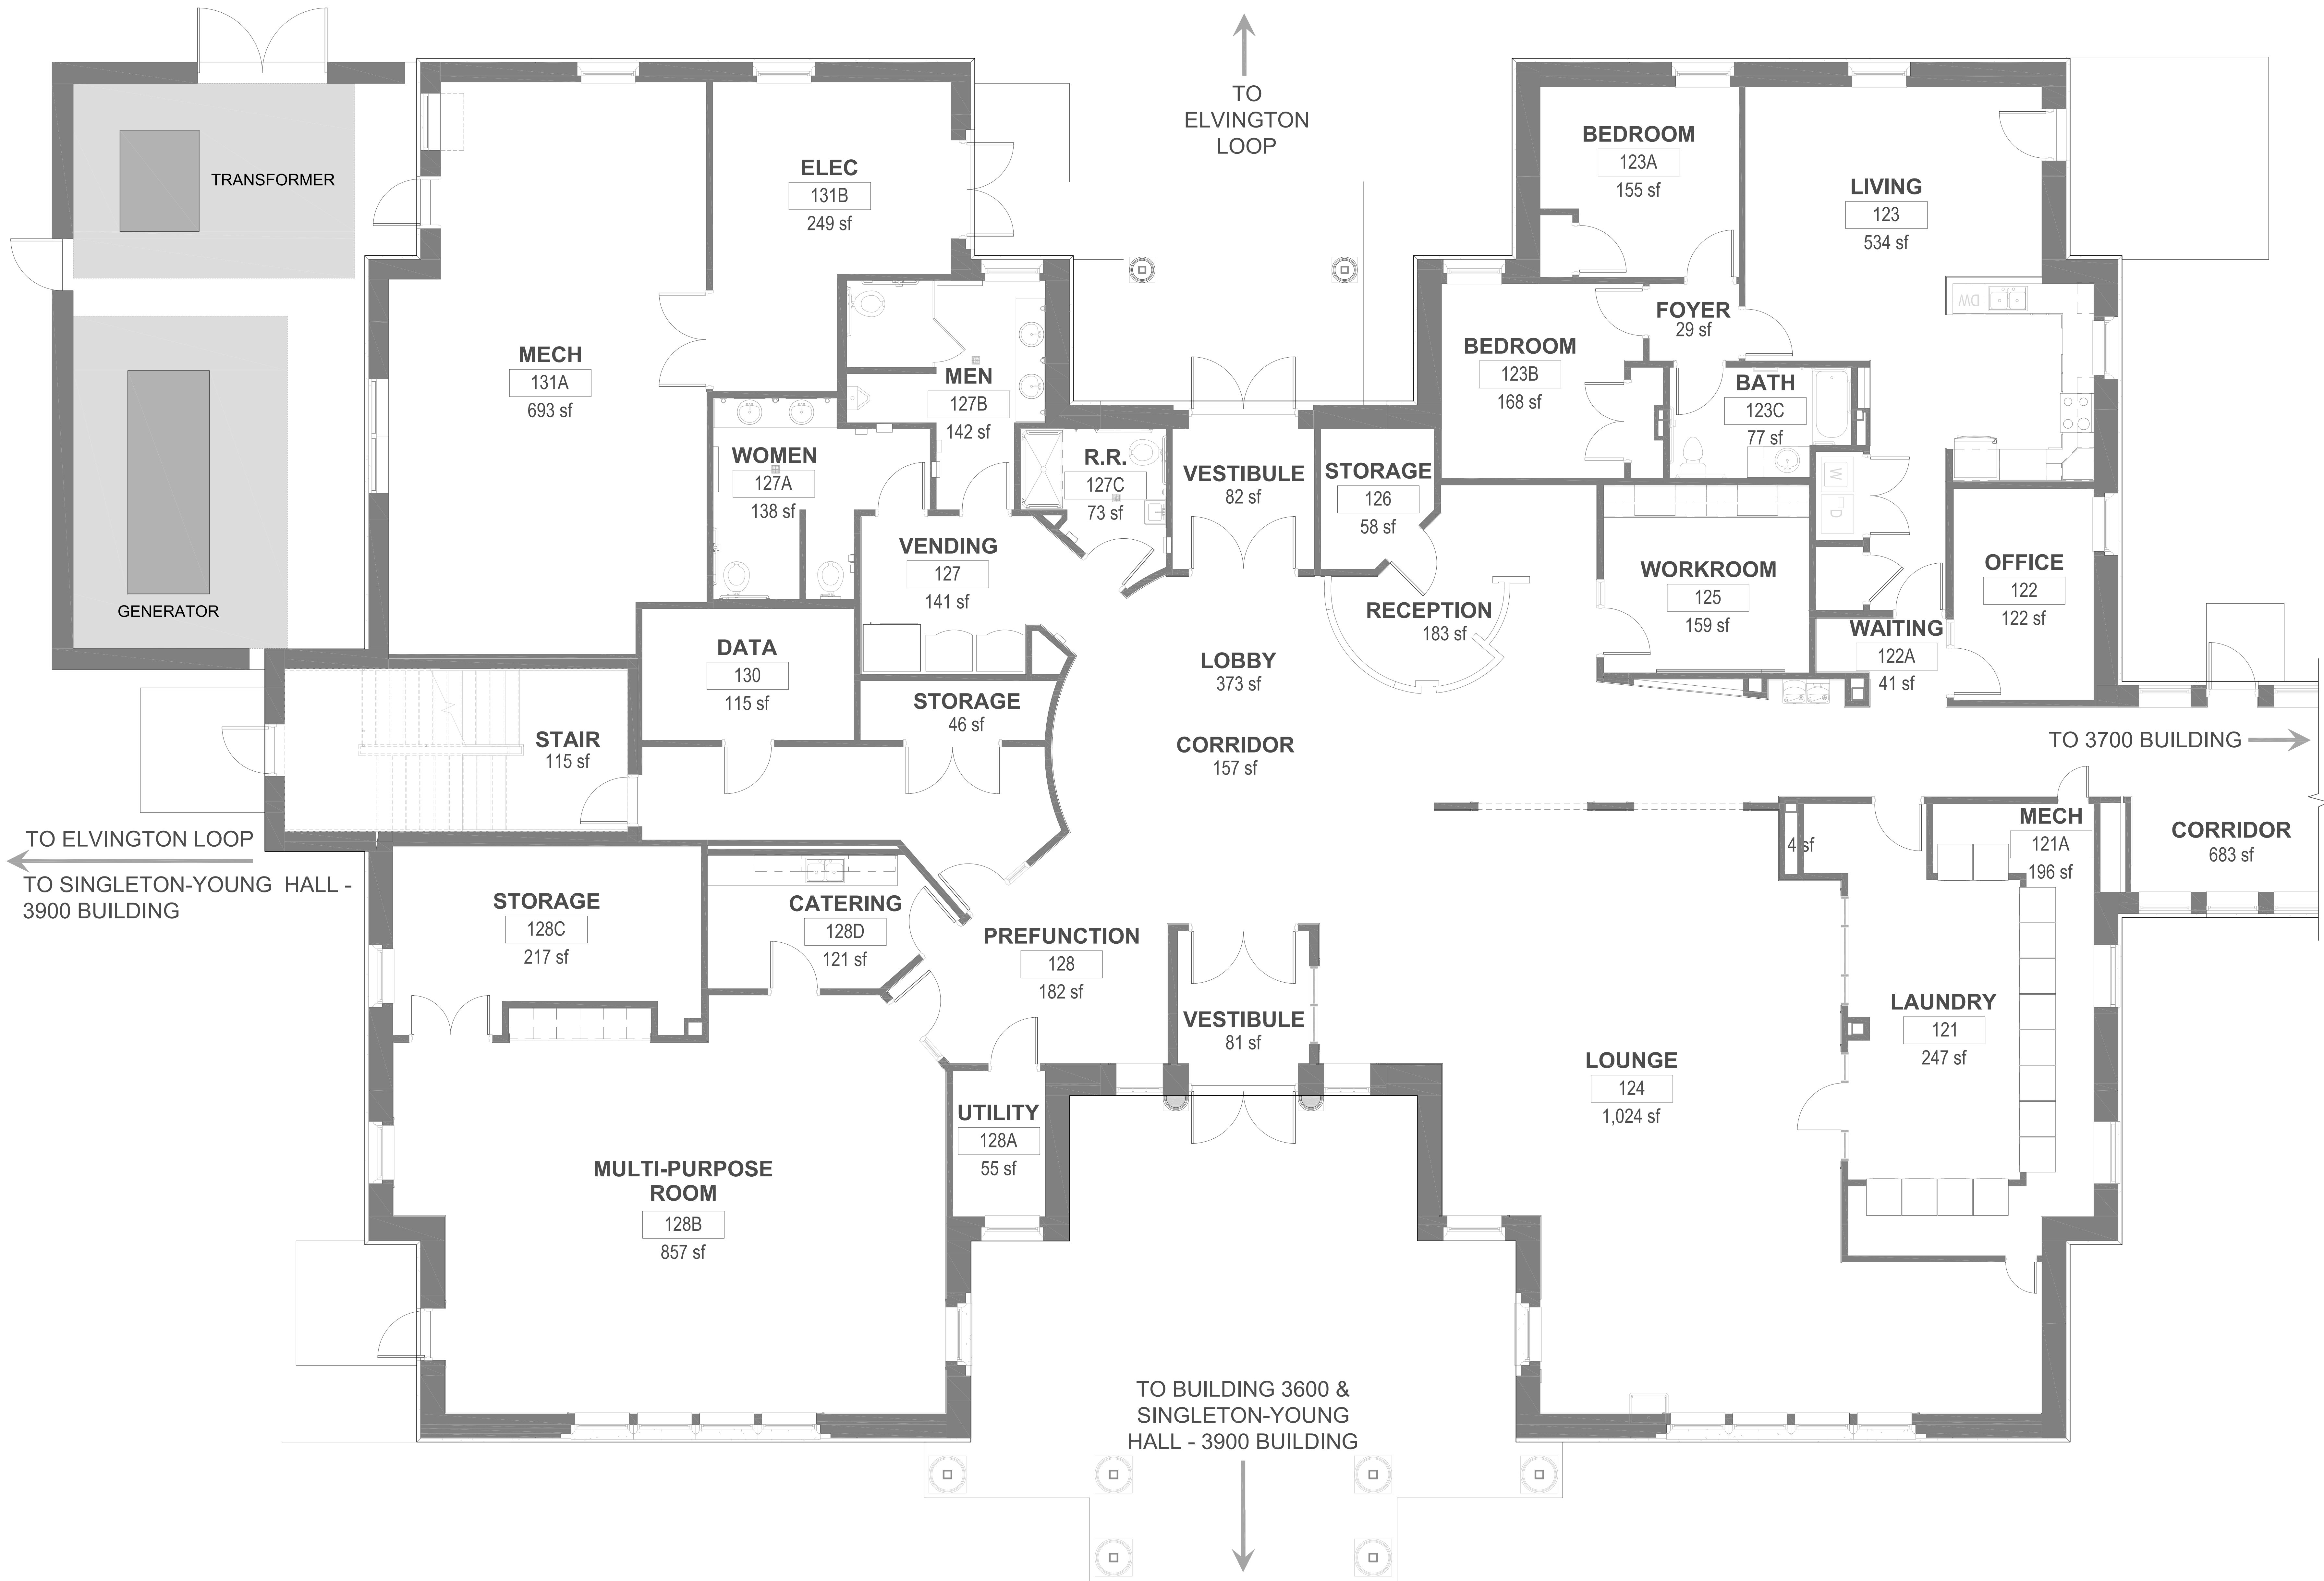 TO
ELVINGTON
LOOP
TRANSFORMER
GENERATOR
ELEC
131B
249 sf
MECH
131A
693 sf
MEN
127B
142 sf
WOMEN
127A
138 sf
R.R.
127C
73 sf
VESTIBULE
82 sf
STORAGE
126
58 sf
BEDROOM
123A
155 sf
LIVING
123
534 sf
DW
FOYER
29 sf
BEDROOM
123B
168 sf
BATH
123C
77 sf
W
D
VENDING
127
141 sf
RECEPTION
183 sf
WORKROOM
125
159 sf
OFFICE
122
122 sf
WAITING
122A
41 sf
DATA
130
115 sf
STORAGE
46 sf
LOBBY
373 sf
CORRIDOR
157 sf
STAIR
115 sf
TO 3700 BUILDING
TO ELVINGTON LOOP
TO SINGLETON-YOUNG HALL -
3900 BUILDING
STORAGE
128C
217 sf
CATERING
128D
121 sf
PREFUNCTION
128
182 sf
VESTIBULE
81 sf
4 sf
MECH
121A
196 sf
CORRIDOR
683 sf
LAUNDRY
121
247 sf
LOUNGE
124
1,024 sf
UTILITY
128A
55 sf
MULTI-PURPOSE
ROOM
128B
857 sf
TO BUILDING 3600 &
SINGLETON-YOUNG
HALL - 3900 BUILDING